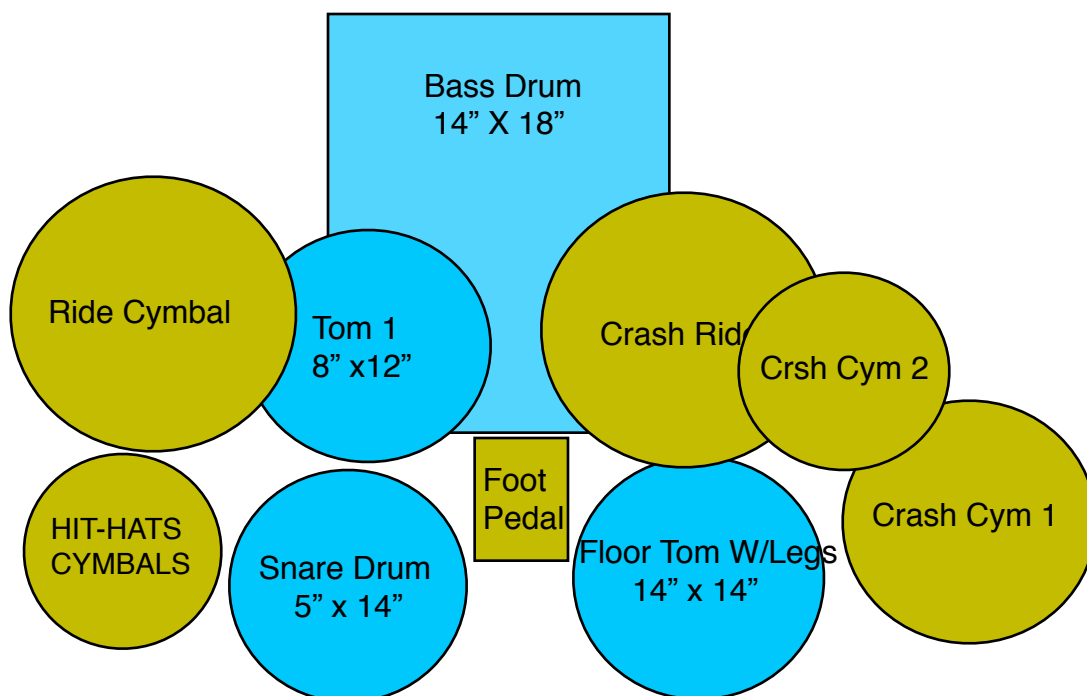 Bass Drum
14” X 18”
Ride Cymbal
Tom 1
8” x12”
Crash Ride
Crsh Cym 2
Foot
Pedal
Crash Cym 1
HIT-HATS
CYMBALS
Snare Drum
5” x 14”
Floor Tom W/Legs
14” x 14”